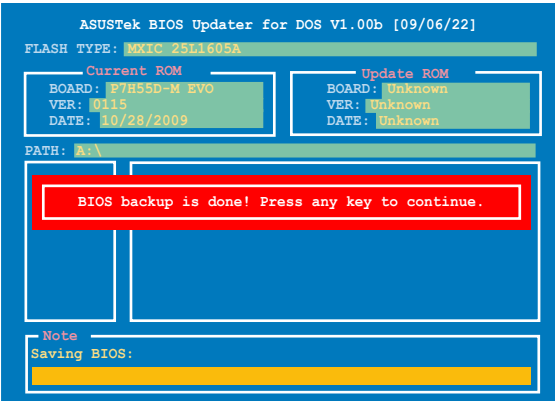 ASUSTek BIOS Updater for DOS V1.00b [09/06/22]
FLASH TYPE: MXIC 25L1605A
Current ROM
BOARD: P7H55D-M EVO
VER: 0115
DATE: 10/28/2009
Update ROM
BOARD: Unknown
VER: Unknown
DATE: Unknown
PATH: A:\
BIOS backup is done! Press any key to continue.
Note
Saving BIOS: